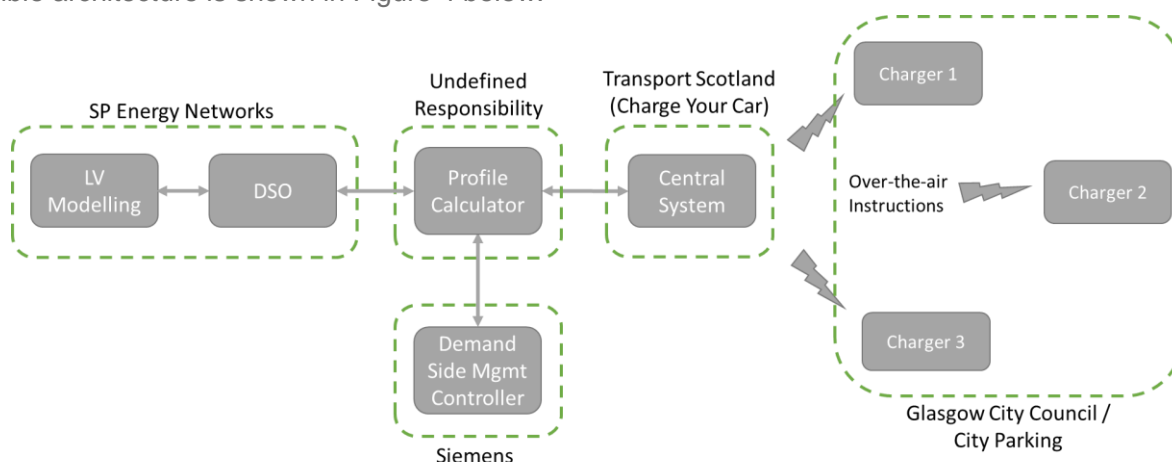 architecture is shown in Figure
below
Undefined
Responsibility
Transport Scotland
(Charge Your Car)
SP Energy Networks
LV
Modelling
DSO
Profile
Calculator
Central
System
Charger 1
Over-the-air
Instructions
Charger 2
Charger 3
Demand
Side Mgmt
Controller
Siemens
Glasgow City Council /
City Parking